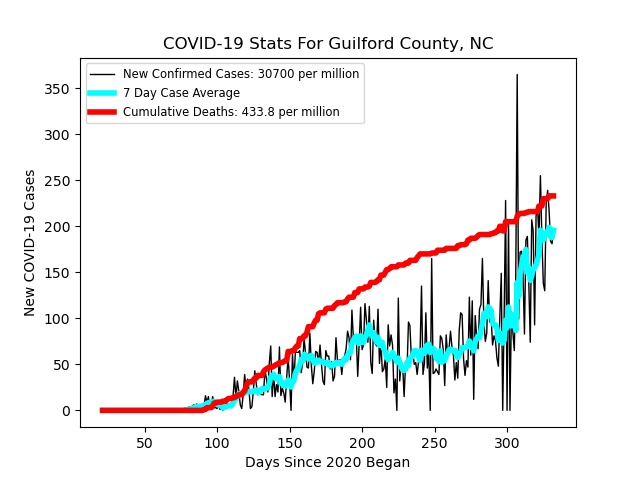 COVID-19 Stats For Guilford County, NC
New Confirmed Cases: 30700 per million
7 Day Case Average
Cumulative Deaths: 433.8 per million
New COVID-19 Cases
350
300
250
200
150
100
50
0
50 100 150 200 250 300
Days Since 2020 Began